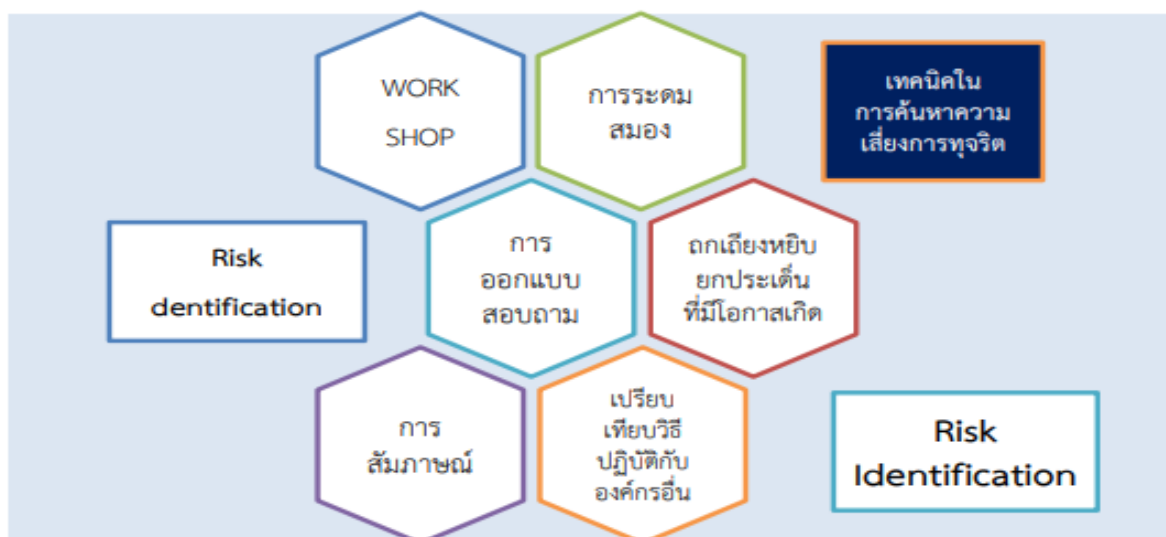 WORK
SHOP
การระดม
สมอง
เทคนิคใน
การค้นหาความ
เสี่ยงการทุจริต
Risk
dentification
การ
ออกแบบ
สอบถาม
ถกเถียงหยิบ
ยกประเด็น
ที่มีโอกาสเกิด
การ
สัมภาษณ์
เปรียบ
เทียบวิธี
ปฏิบัติกับ
องค์กรอื่น
Risk
Identification